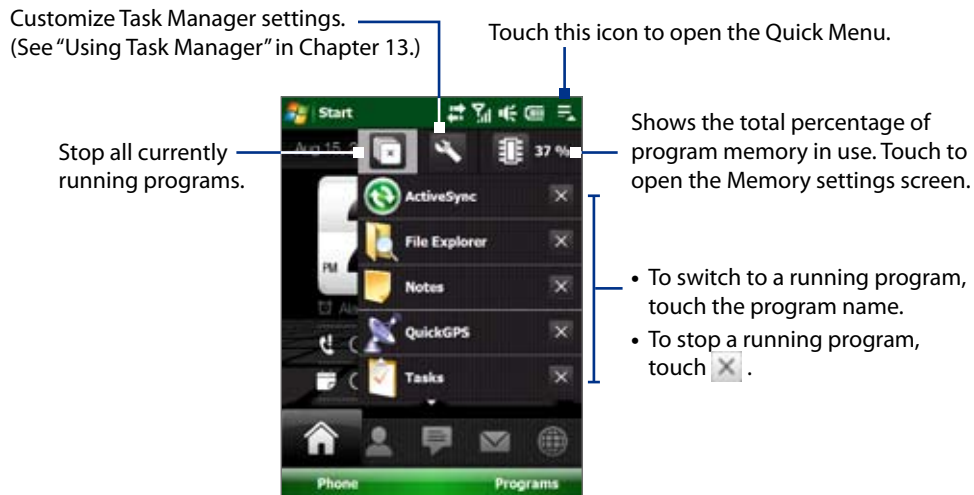 Customize Task Manager settings.
(See “Using Task Manager” in Chapter 13.)
Touch this icon to open the Quick Menu.
Start
Stop all currently
running programs.
Aug 15,
37 %
Shows the total percentage of
program memory in use. Touch to
open the Memory settings screen.
ActiveSync
File Explorer
PM
Notes
QuickGPS
Tasks
• To switch to a running program,
touch the program name.
• To stop a running program,
touch .
Phone
Programs